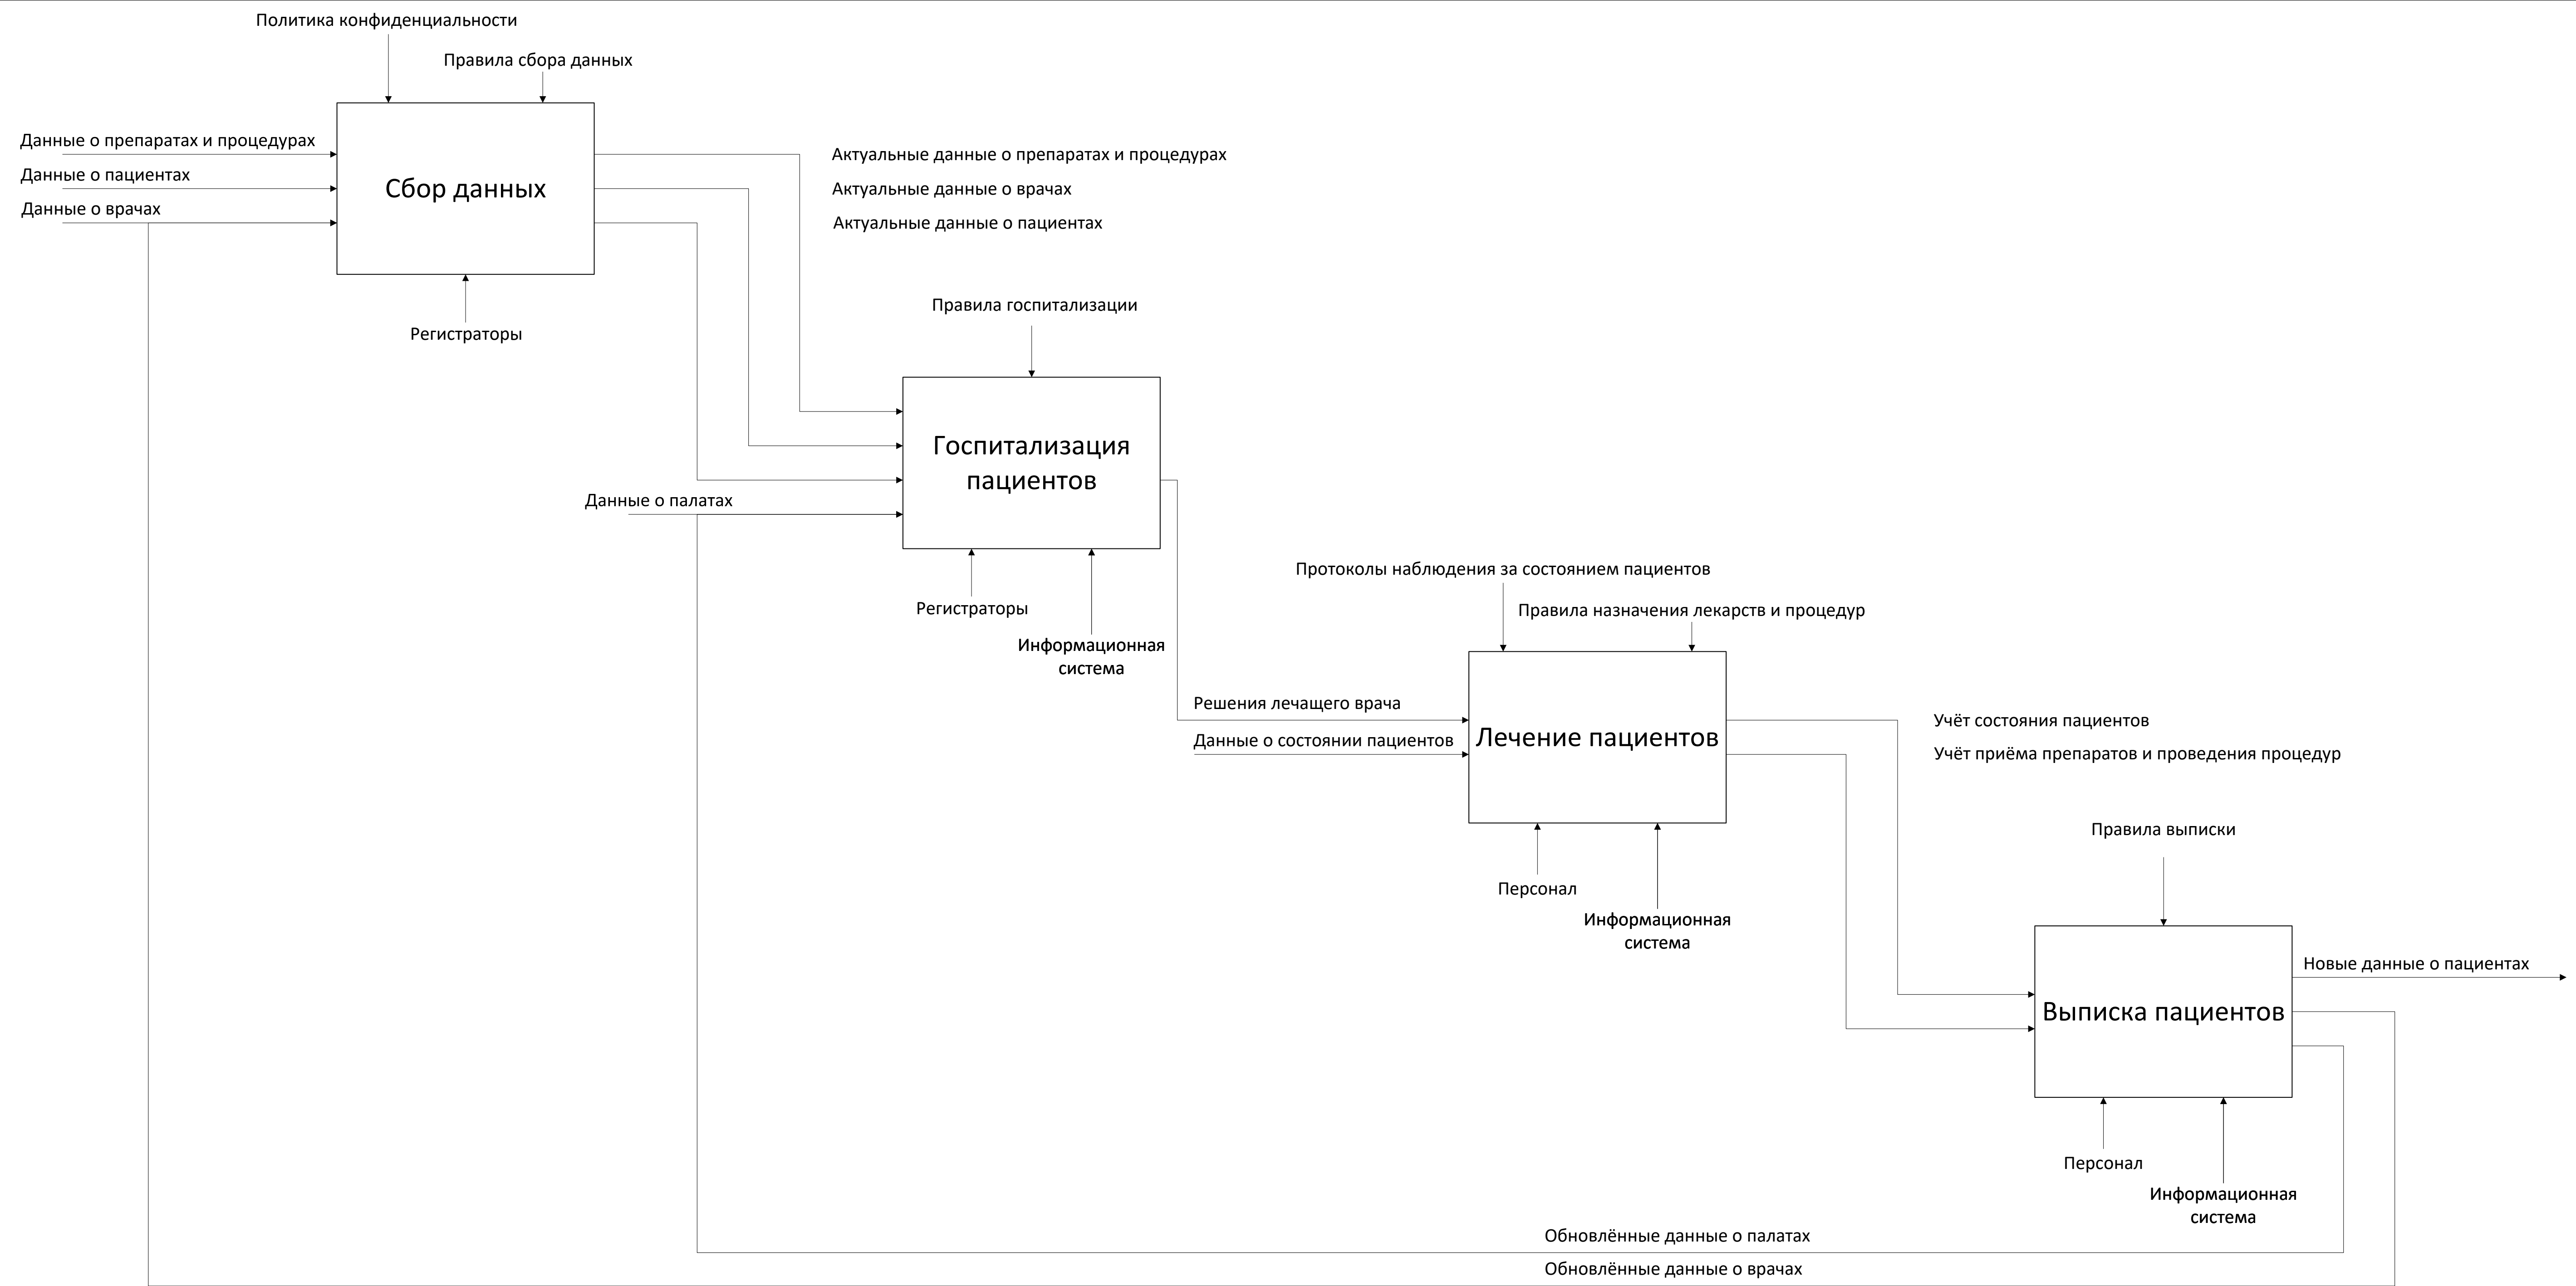 Политика конфиденциальности
Правила сбора данных
Данные о препаратах и процедурах
Данные о пациентах
Данные о врачах
Сбор данных
Актуальные данные о препаратах и процедурах
Актуальные данные о врачах
Актуальные данные о пациентах
Регистраторы
Правила госпитализации
Госпитализация
пациентов
Данные о палатах
Регистраторы
Информационная
система
Протоколы наблюдения за состоянием пациентов
Правила назначения лекарств и процедур
Решения лечащего врача
Данные о состоянии пациентов
Лечение пациентов
Учёт состояния пациентов
Учёт приёма препаратов и проведения процедур
Персонал
Информационная
система
Правила выписки
Новые данные о пациентах
Выписка пациентов
Персонал
Информационная
система
Обновлённые данные о палатах
Обновлённые данные о врачах